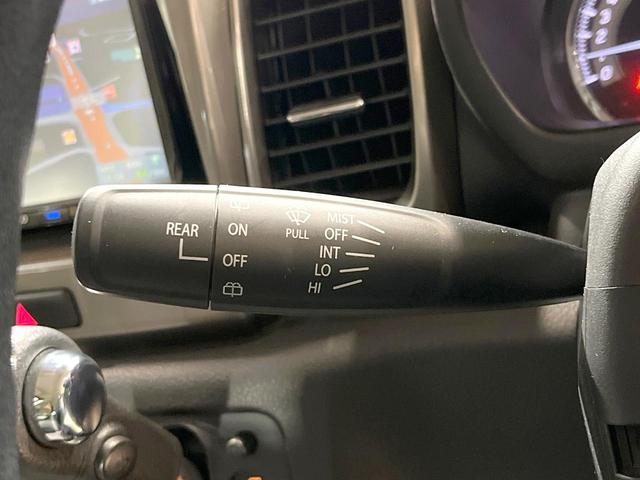 REAR
ON
OFF
PULL
MIST
OFF
INT
LO
HI